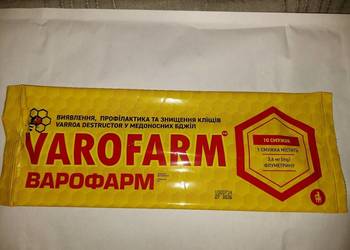 ВИЯВЛЕННЯ, ПРОФІЛАКТИКА ТА ЗНИЩЕННЯ КЛІЩІВ
VARROA DESTRUCTOR У МЕДОНОСНИХ БДЖІЛ
VAROFARM
ВАРОФАРМ
10 СМУЖОК
1 СМУЖКА МІСТИТЬ
3,6 мг (mg)
ФЛУМЕТРИНУ